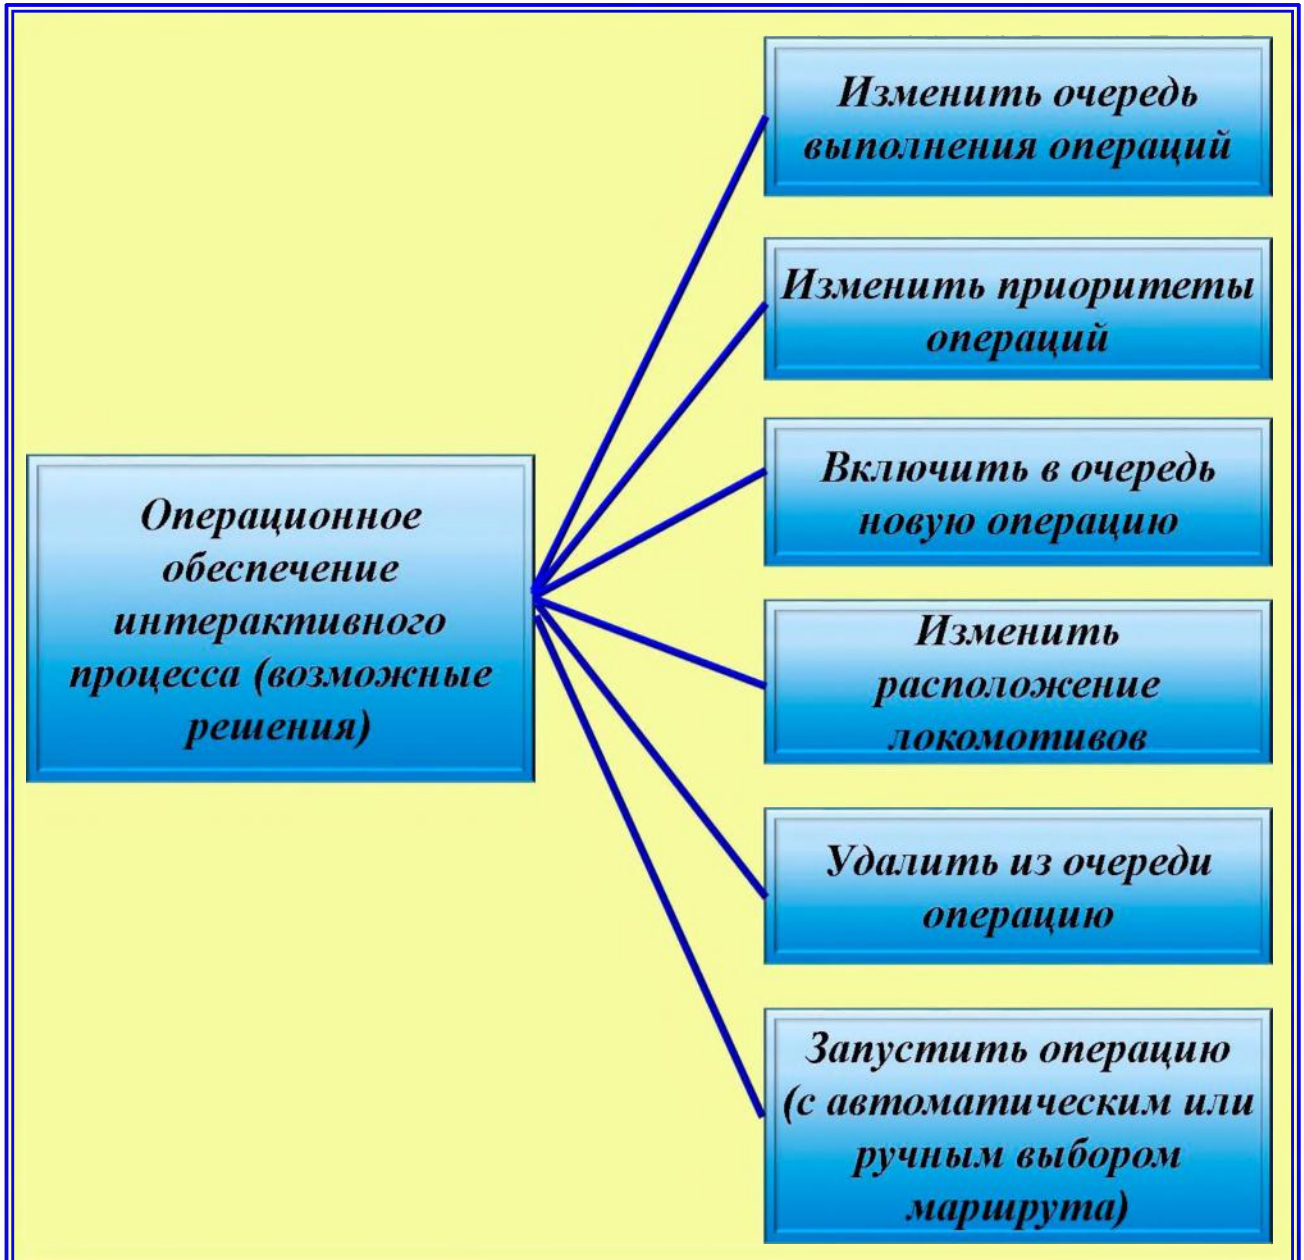 Изменить очередь
выполнения операций
Изменить приоритеты
операций
Включить в очередь
новую операцию
Операционное
обеспечение
интерактивного
процесса (возможные
решения)
Изменить
расположение
локомотивов
Удалить из очереди
операцию
Запустить операцию
(с автоматическим или
ручным выбором
маршрута)